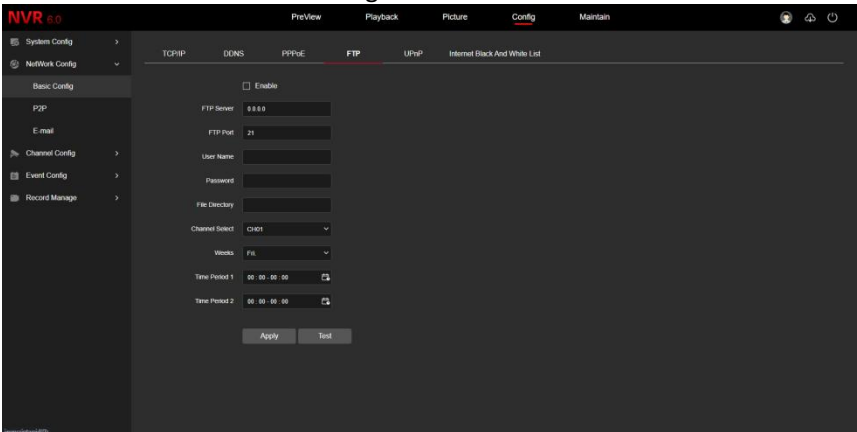 NVR 6.0 PreView Playback Picture Config Maintain
System Config
NetWork Config
Basic Config
P2P
E-mail
Channel Config
Event Config
Record Manage
TCP/IP DDNS PPPoE FTP UPnP Internet Black And White List
Enable
FTP Server 0.0.0.0
FTP Port 21
User Name
Password
File Directory
Channel Select CH01
Weeks Fri.
Time Period 1 00 : 00 - 00 : 00
Time Period 2 00 : 00 - 00 : 00
Apply Test